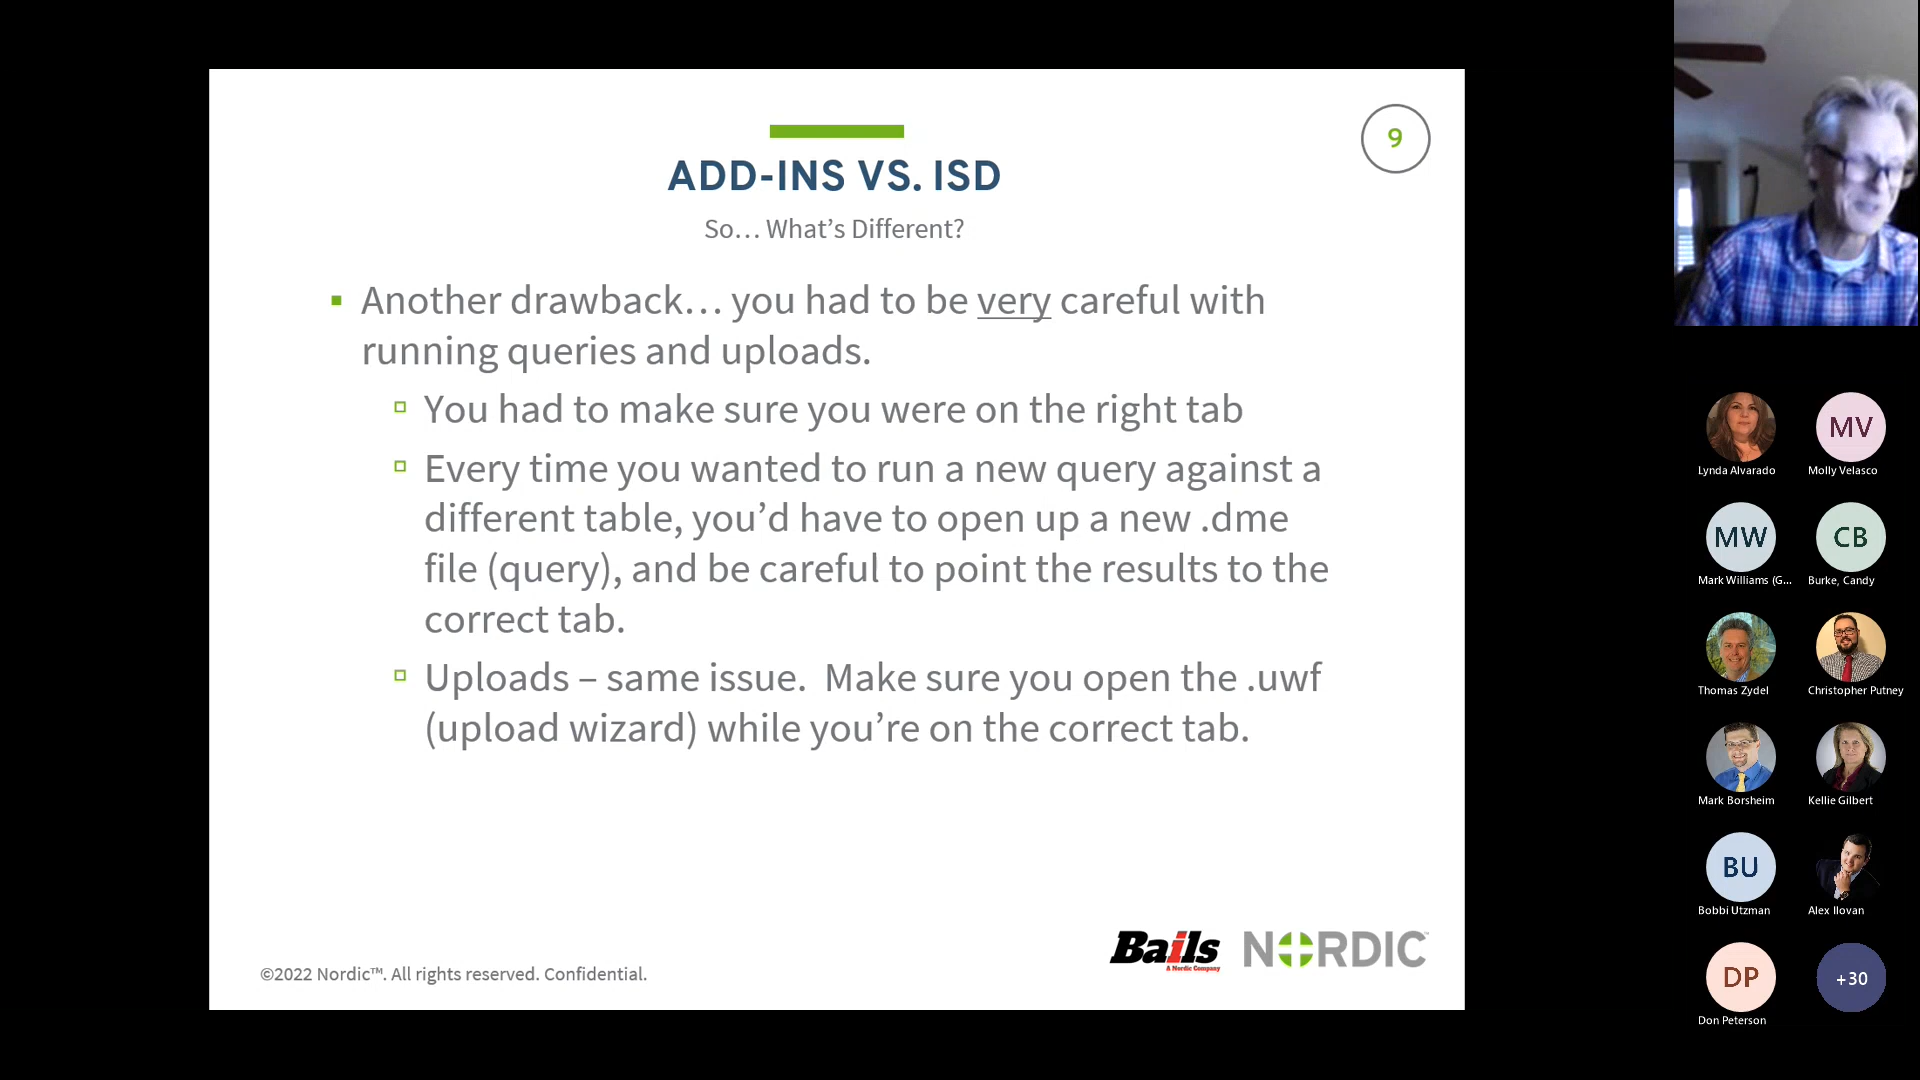 9
ADD-INS VS. ISD
So… What’s Different?
Another drawback… you had to be very careful with
running queries and uploads.
You had to make sure you were on the right tab
Every time you wanted to run a new query against a
different table, you’d have to open up a new .dme
file (query), and be careful to point the results to the
correct tab.
Uploads – same issue.  Make sure you open the .uwf
(upload wizard) while you’re on the correct tab.
Bails
A Nordic Company
NORDIC™
©2022 Nordic™. All rights reserved. Confidential.
Lynda Alvarado
MV
Molly Velasco
MW
Mark Williams (G...
CB
Burke, Candy
Thomas Zydel
Christopher Putney
Mark Borsheim
Kellie Gilbert
BU
Bobbi Utzman
Alex Ilovan
DP
Don Peterson
+30